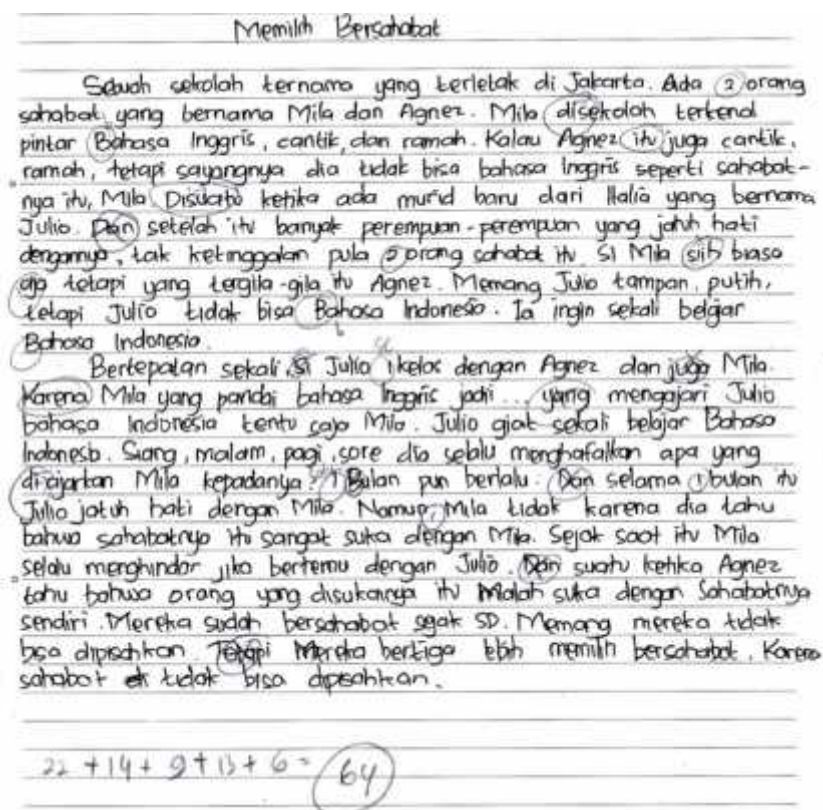 Memilih Bersahabat
Sebuah sekolah ternama yang terletak di Jakarta. Ada 2 orang
sahabat yang bernama Mila dan Agnez. Mila disekolah terkenal
pintar Bahasa Inggris, cantik, dan ramah. Kalau Agnez itu juga cantik,
ramah, tetapi sayangnya dia tidak bisa bahasa Inggris seperti sahabat-
nya itu, Mila. Disuatu ketika ada murid baru dari Italia yang bernama
Julio. Dan setelah itu banyak perempuan-perempuan yang jatuh hati
dengannya, tak ketinggalan pula 2 orang sahabat itu. Si Mila siih biasa
aja tetapi yang tergila-gila itu Agnez. Memang Julio tampan, putih,
tetapi Julio tidak bisa Bahasa Indonesia. Ia ingin sekali belajar
Bahasa Indonesia.
Bertepatan sekali, Si Julio 1 kelas dengan Agnez dan juga Mila.
Karena Mila yang pandai bahasa Inggris jadi... yang mengajari Julio
bahasa Indonesia tentu saja Mila. Julio giat sekali belajar Bahasa
Indonesia. Siang, malam, pagi, sore dia selalu menghafalkan apa yang
di ajarkan Mila kepadanya. 1 Bulan pun berlalu. Dan selama 1 bulan itu
Julio jatuh hati dengan Mila. Namun, Mila tidak karena dia tahu
bahwa sahabatnya itu sangat suka dengan Mila. Sejak saat itu Mila
selalu menghindar jika bertemu dengan Julio. Dan suatu ketika Agnez
tahu bahwa orang yang disukainya itu Malah suka dengan Sahabatnya
sendiri. Mereka sudah bersahabat sejak SD. Memang mereka tidak
bisa dipisahkan. Tetapi Mereka bertiga lebih memilih bersahabat. Karena
sahabat tidak bisa dipisahkan.
22 + 14 + 9 + 13 + 6 = 64